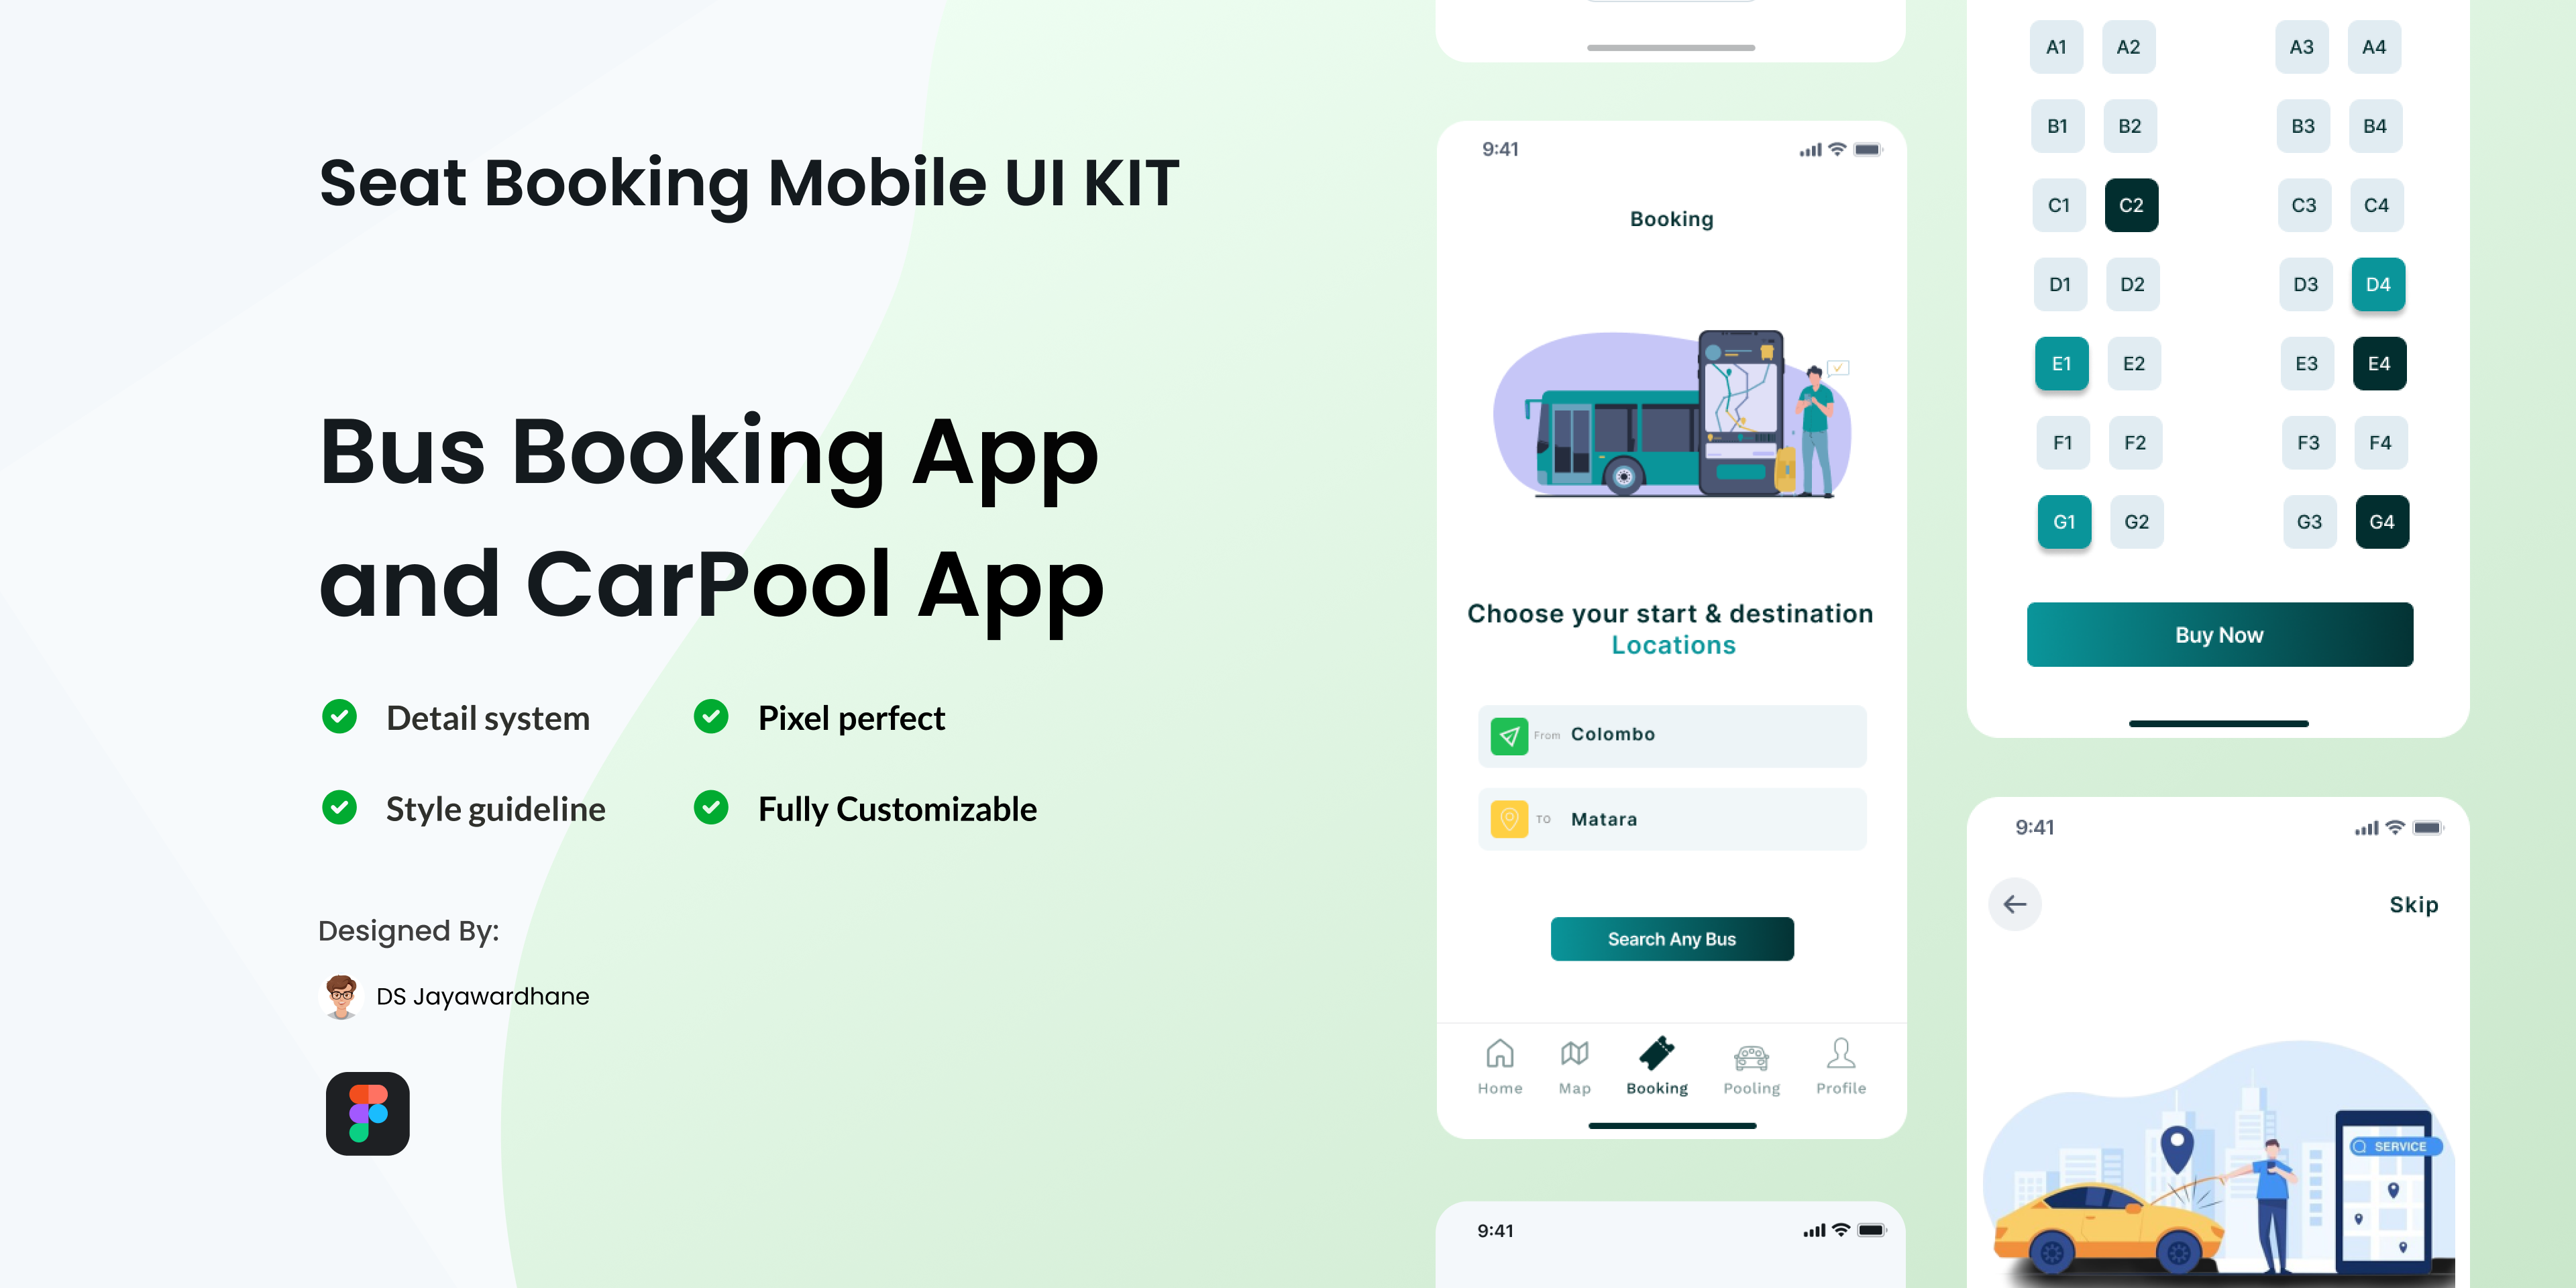 Seat Booking Mobile UI KIT
Bus Booking App
and CarPool App
Detail system
Pixel perfect
Style guideline
Fully Customizable
Designed By:
DS Jayawardhane
9:41
Booking
Choose your start & destination
Locations
From Colombo
TO Matara
Search Any Bus
Home Map Booking Pooling Profile
9:41
A1 A2 A3 A4
B1 B2 B3 B4
C1 C2 C3 C4
D1 D2 D3 D4
E1 E2 E3 E4
F1 F2 F3 F4
G1 G2 G3 G4
Buy Now
9:41
Skip
SERVICE